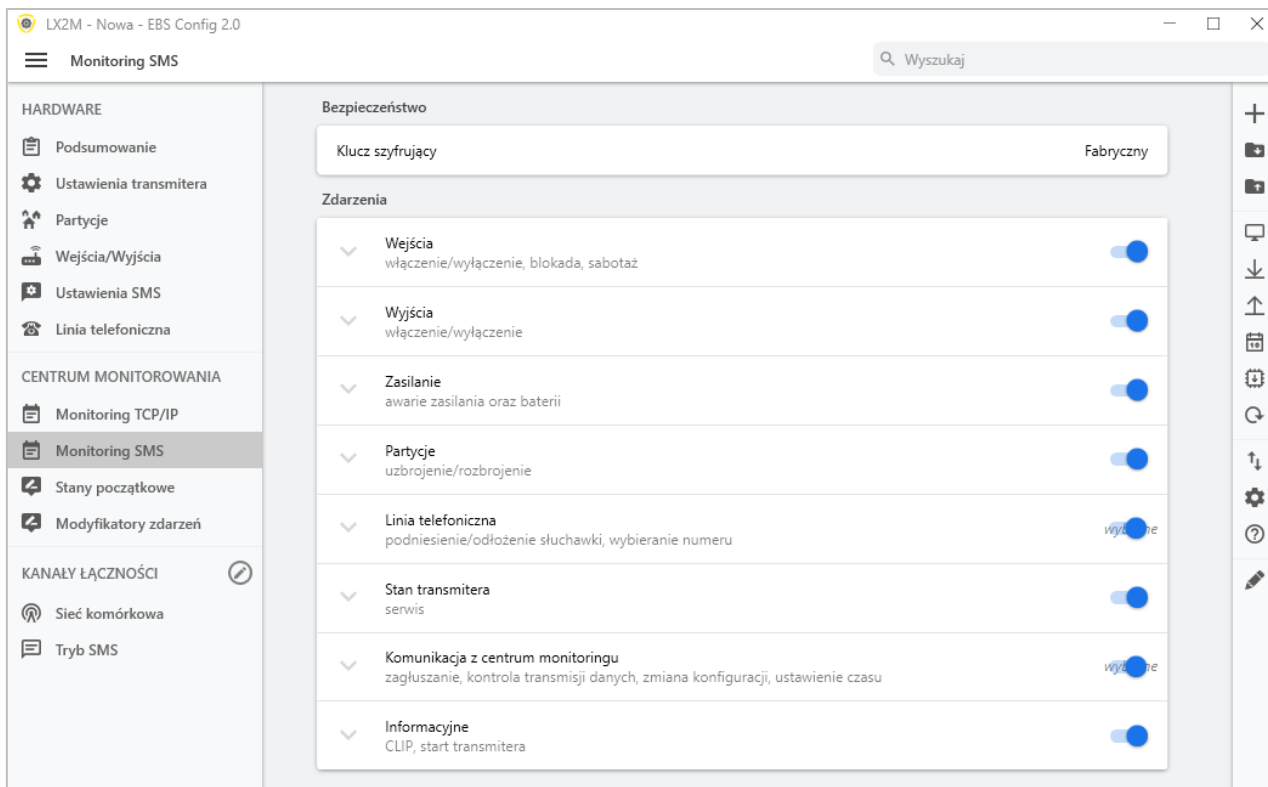 LX2M - Nowa - EBS Config 2.0
Monitoring SMS
Wyszukaj
HARDWARE
Podsumowanie
Ustawienia transmitera
Partycje
Wejścia/Wyjścia
Ustawienia SMS
Linia telefoniczna
CENTRUM MONITOROWANIA
Monitoring TCP/IP
Monitoring SMS
Stany początkowe
Modyfikatory zdarzeń
KANAŁY ŁĄCZNOŚCI
Sieć komórkowa
Tryb SMS
Bezpieczeństwo
Klucz szyfrujący
Fabryczny
Zdarzenia
Wejścia
włączenie/wyłączenie, blokada, sabotaż
Wyjścia
włączenie/wyłączenie
Zasilanie
awarie zasilania oraz baterii
Partycje
uzbrojenie/rozbrojenie
Linia telefoniczna
podniesienie/odłożenie słuchawki, wybieranie numeru
Stan transmitera
serwis
Komunikacja z centrum monitoringu
zagłuszanie, kontrola transmisji danych, zmiana konfiguracji, ustawienie czasu
Informacyjne
CLIP, start transmitera
10